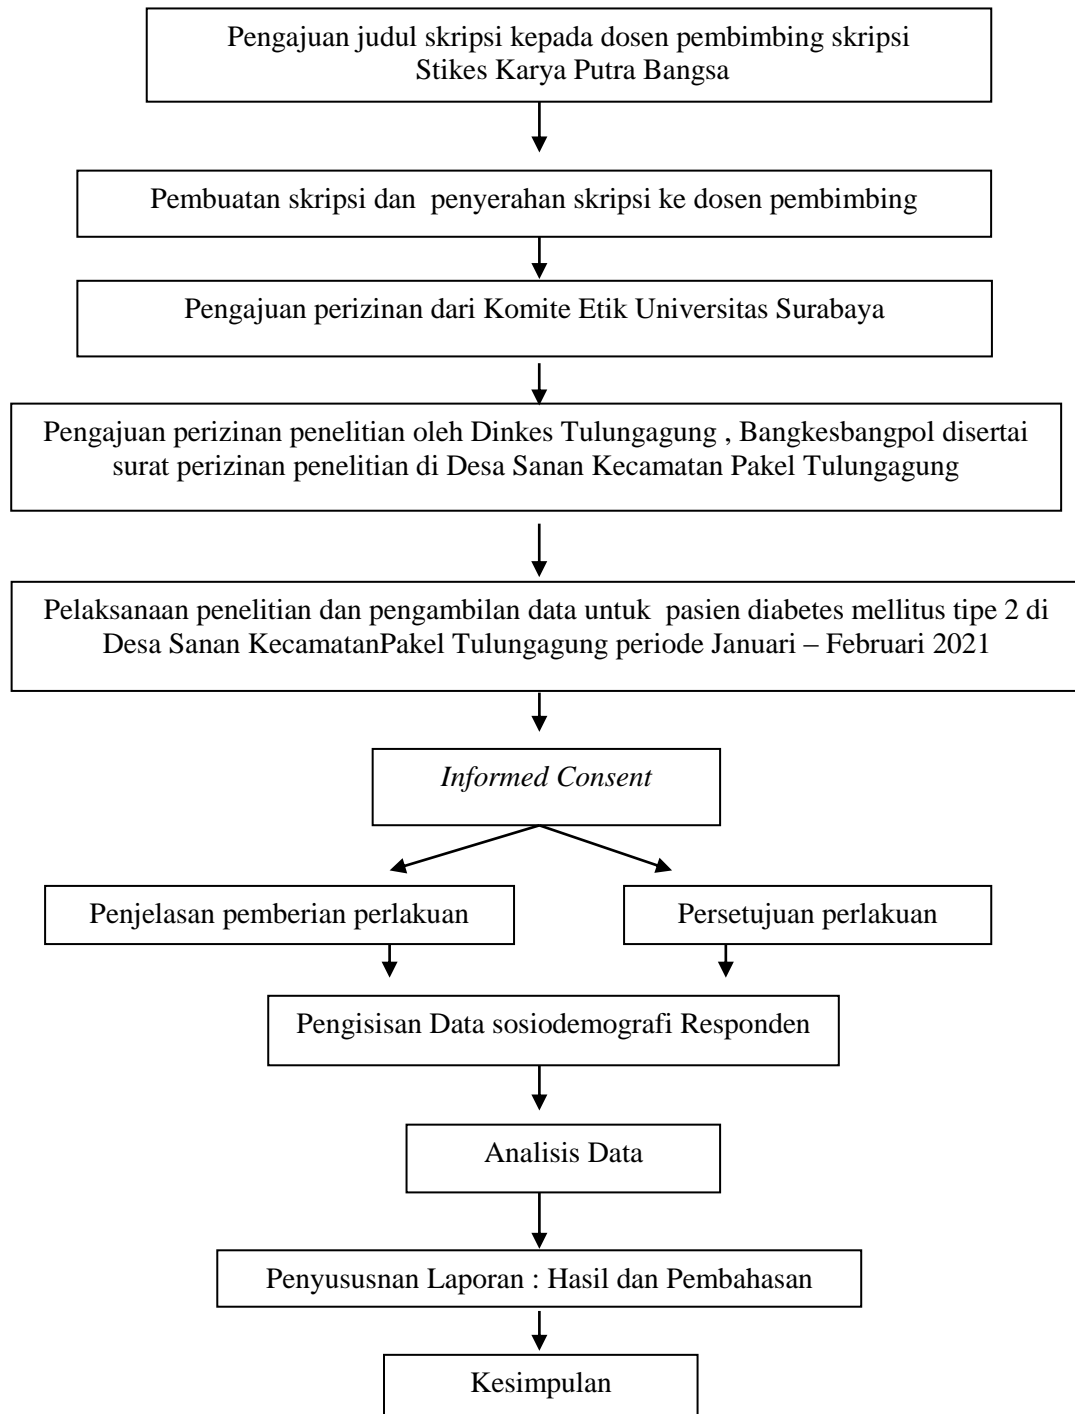 Pengajuan judul skripsi kepada dosen pembimbing skripsi
Stikes Karya Putra Bangsa
Pembuatan skripsi dan penyerahan skripsi ke dosen pembimbing
Pengajuan perizinan dari Komite Etik Universitas Surabaya
Pengajuan perizinan penelitian oleh Dinkes Tulungagung , Bangkesbangpol disertai
surat perizinan penelitian di Desa Sanan Kecamatan Pakel Tulungagung
Pelaksanaan penelitian dan pengambilan data untuk pasien diabetes mellitus tipe 2 di
Desa Sanan KecamatanPakel Tulungagung periode Januari – Februari 2021
Informed Consent
Penjelasan pemberian perlakuan
Persetujuan perlakuan
Pengisisan Data sosiodemografi Responden
Analisis Data
Penyususnan Laporan : Hasil dan Pembahasan
Kesimpulan